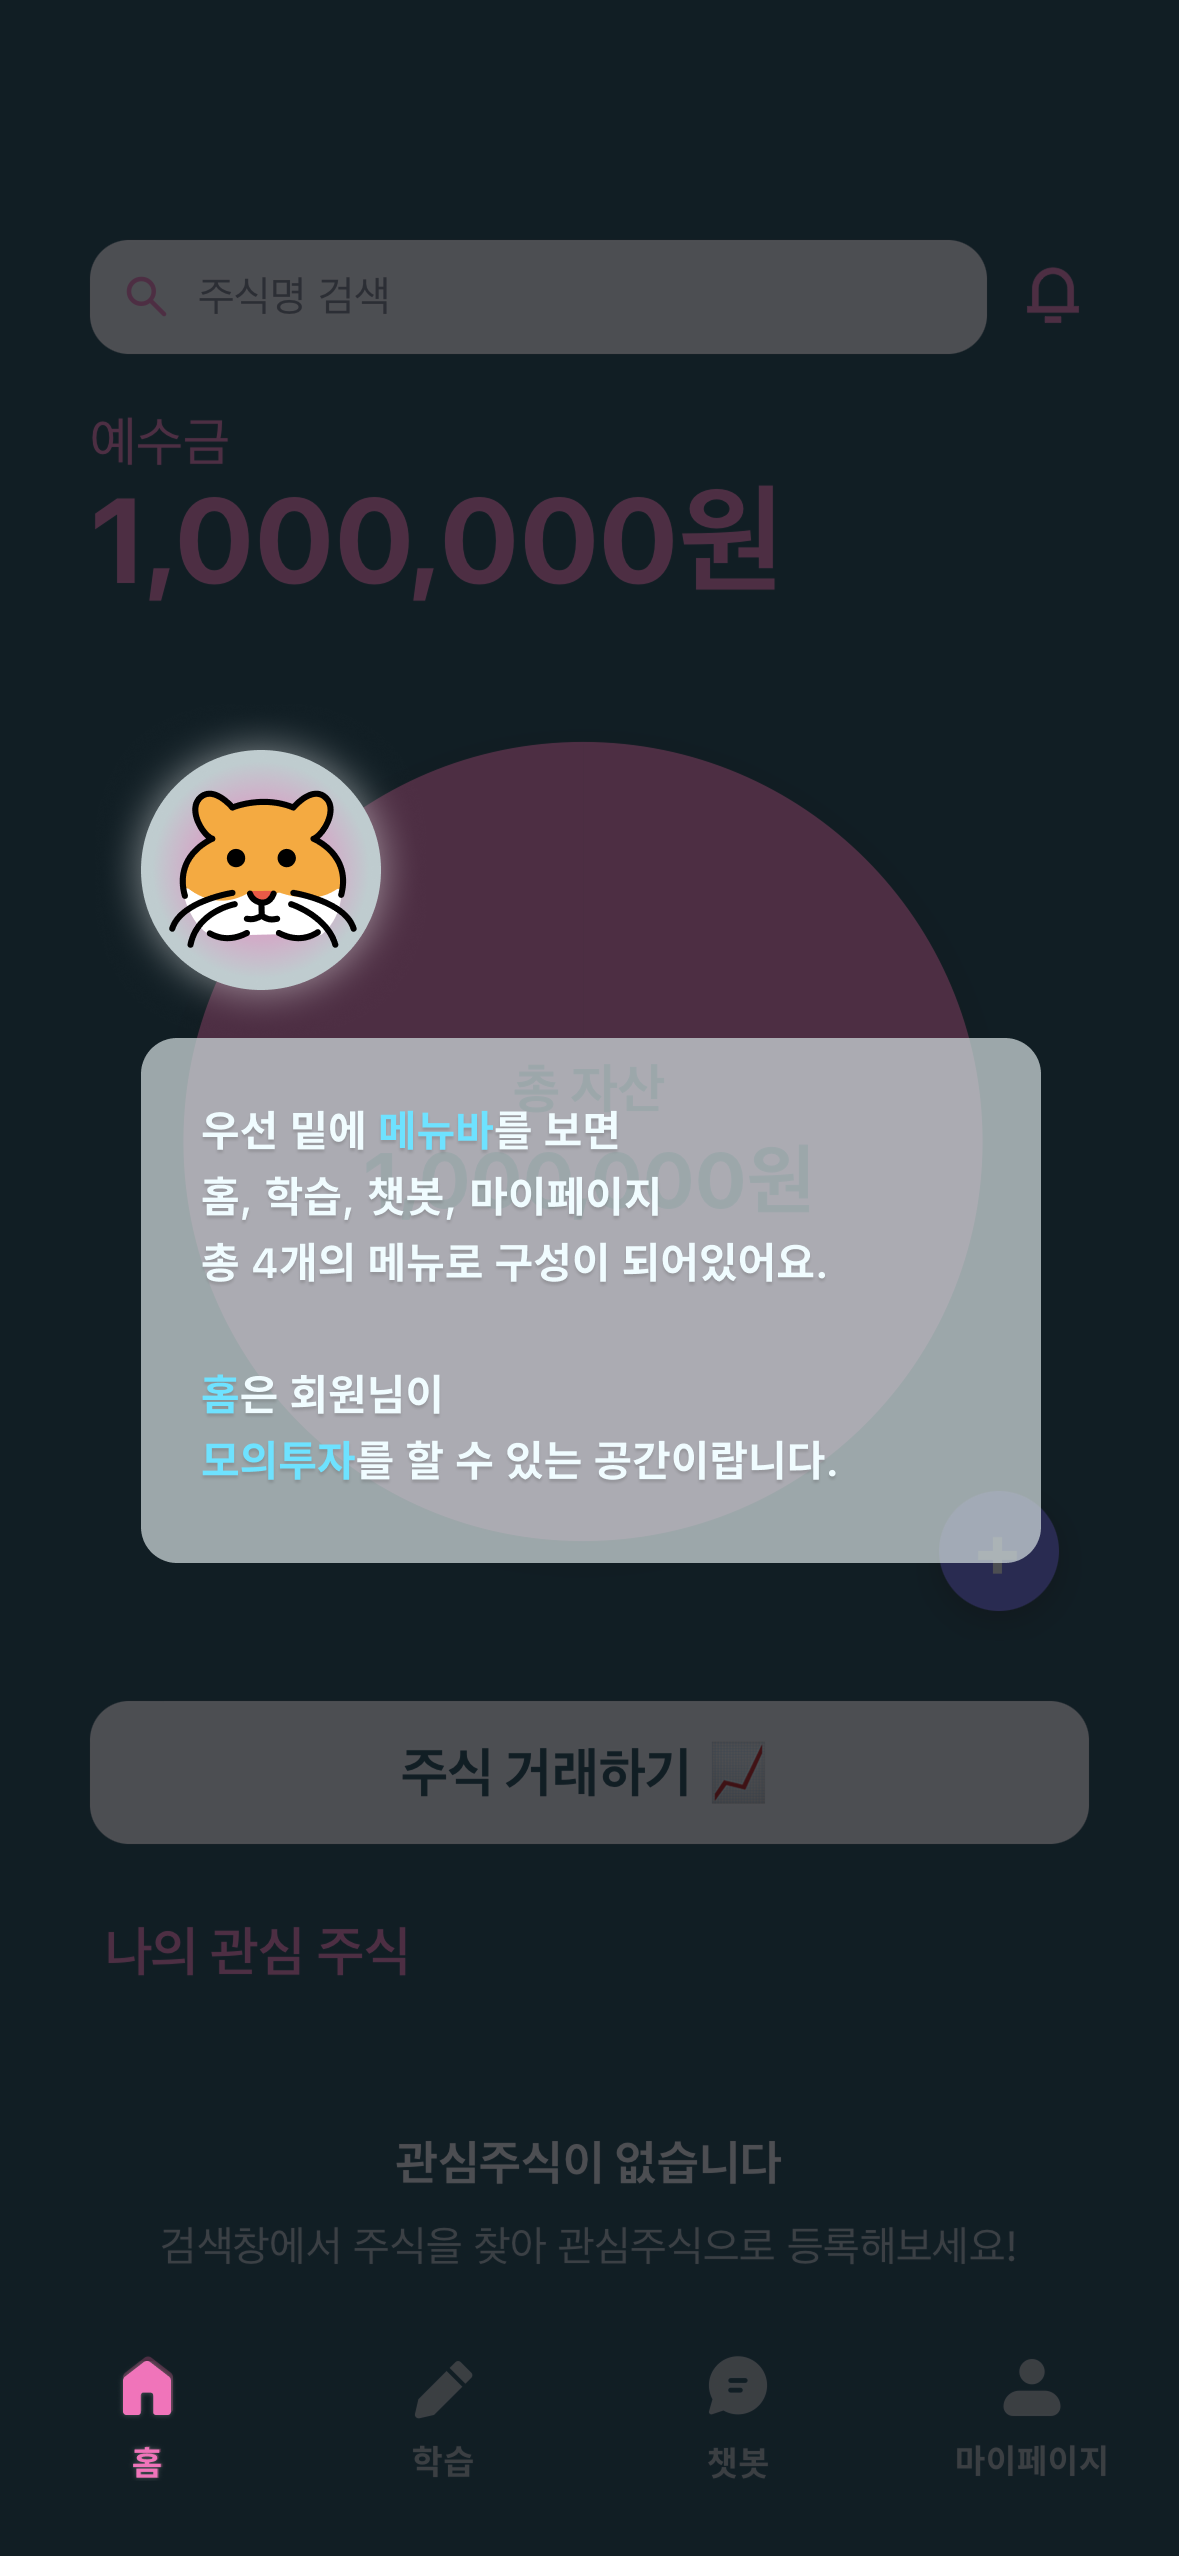 주식명 검색
예수금
1,000,000원
총 자산
1,000,000원
우선 밑에 메뉴바를 보면
홈, 학습, 챗봇, 마이페이지
총 4개의 메뉴로 구성이 되어있어요.
홈은 회원님이
모의투자를 할 수 있는 공간이랍니다.
+
주식 거래하기
나의 관심 주식
관심주식이 없습니다
검색창에서 주식을 찾아 관심주식으로 등록해보세요!
홈
학습
챗봇
마이페이지